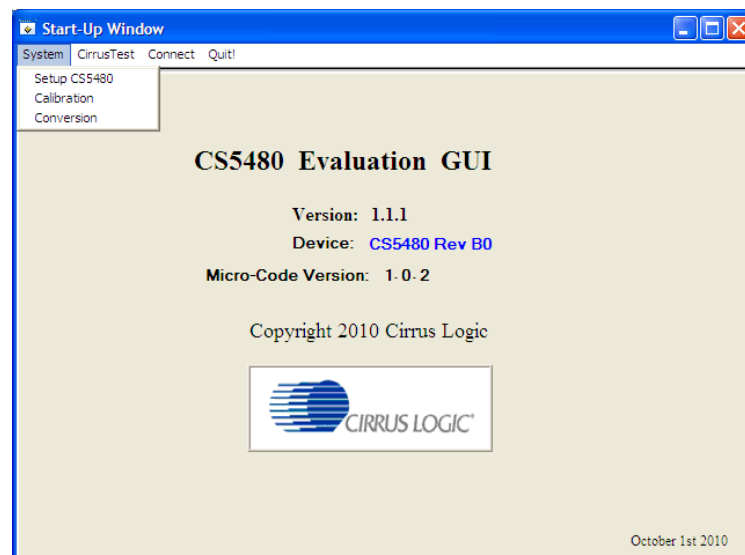 Start-Up Window
System CirrusTest Connect Quit!
Setup CS5480
Calibration
Conversion
CS5480 Evaluation GUI
Version: 1.1.1
Device: CS5480 Rev B0
Micro-Code Version: 1-0-2
Copyright 2010 Cirrus Logic
CIRRUS LOGIC®
October 1st 2010